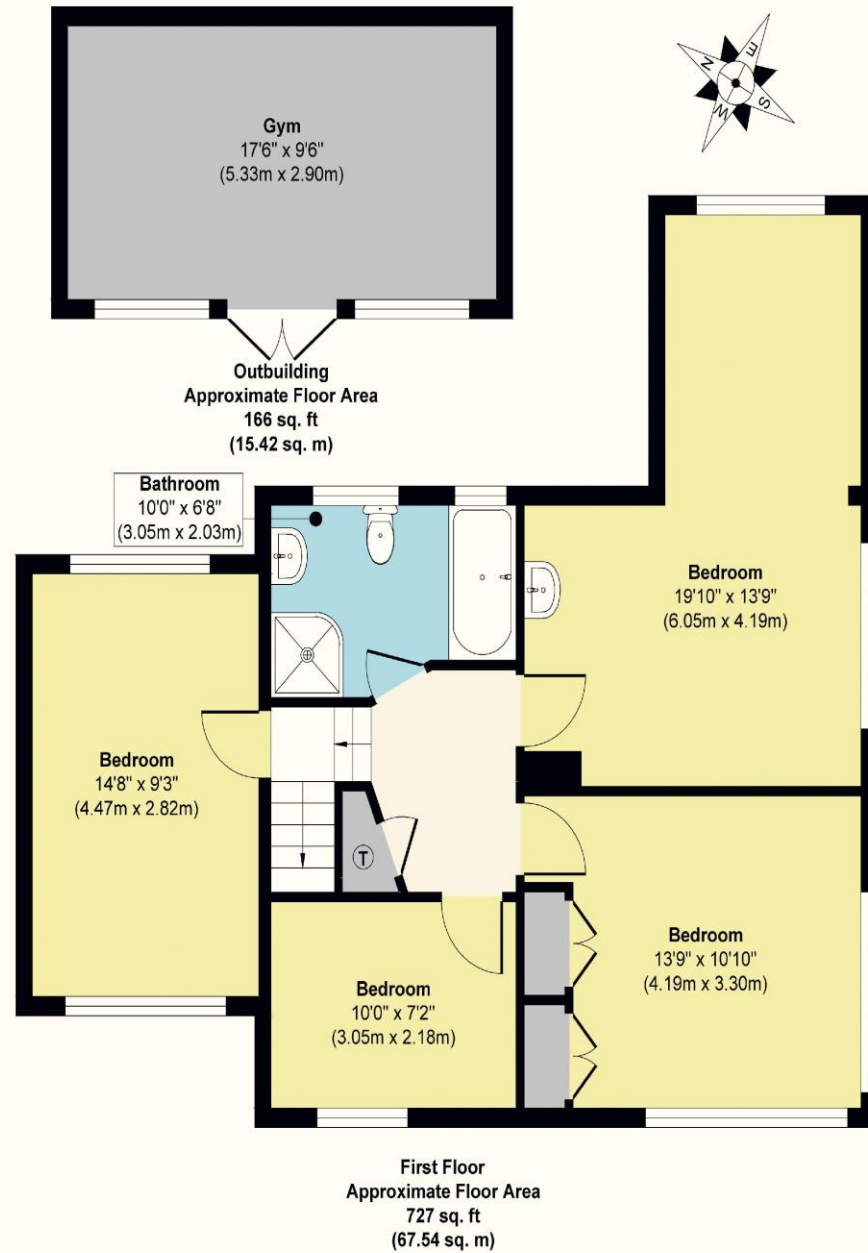 Gym
17'6" x 9'6"
(5.33m x 2.90m)
N
E
S
W
Outbuilding
Approximate Floor Area
166 sq. ft
(15.42 sq. m)
Bathroom
10'0" x 6'8"
(3.05m x 2.03m)
Bedroom
19'10" x 13'9"
(6.05m x 4.19m)
Bedroom
14'8" x 9'3"
(4.47m x 2.82m)
T
Bedroom
13'9" x 10'10"
(4.19m x 3.30m)
Bedroom
10'0" x 7'2"
(3.05m x 2.18m)
First Floor
Approximate Floor Area
727 sq. ft
(67.54 sq. m)